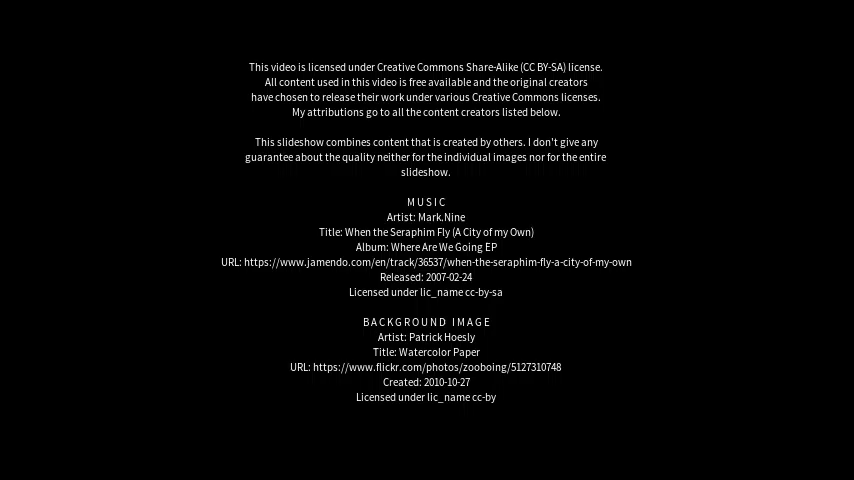 This video is licensed under Creative Commons Share-Alike (CC BY-SA) license.
All content used in this video is free available and the original creators
have chosen to release their work under various Creative Commons licenses.
My attributions go to all the content creators listed below.
This slideshow combines content that is created by others. I don't give any
guarantee about the quality neither for the individual images nor for the entire
slideshow.
MUSIC
Artist: Mark.Nine
Title: When the Seraphim Fly (A City of my Own)
Album: Where Are We Going EP
URL: https://www.jamendo.com/en/track/36537/when-the-seraphim-fly-a-city-of-my-own
Released: 2007-02-24
Licensed under lic_name cc-by-sa
BACKGROUND IMAGE
Artist: Patrick Hoesly
Title: Watercolor Paper
URL: https://www.flickr.com/photos/zooboing/5127310748
Created: 2010-10-27
Licensed under lic_name cc-by